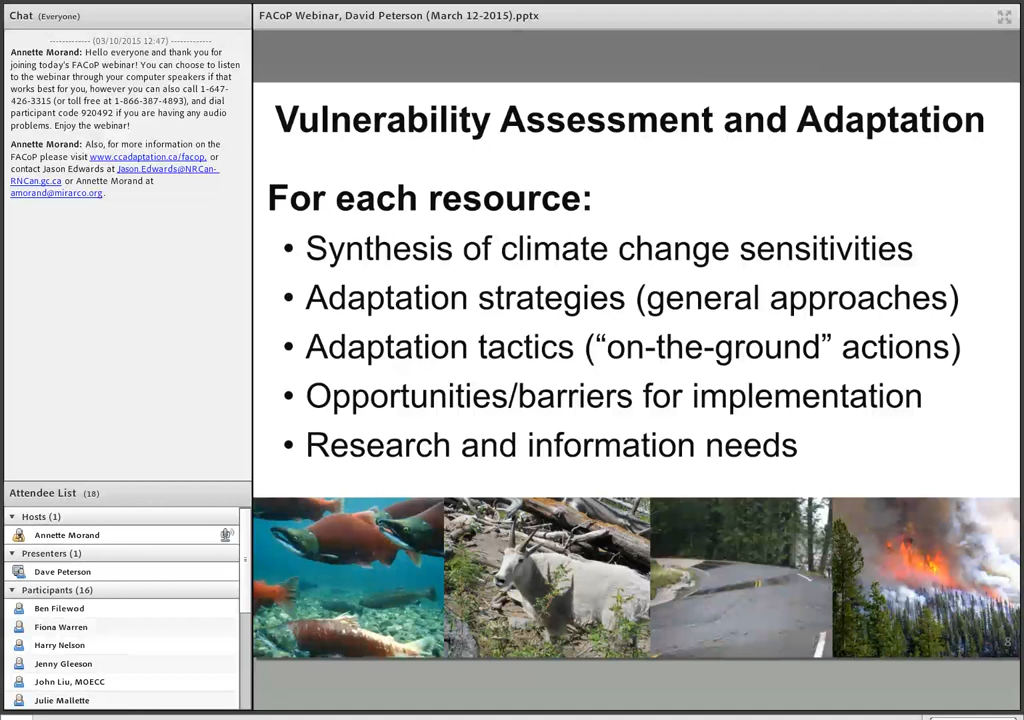 Chat (Everyone)
------------- (03/10/2015 12:47) -------------
Annette Morand: Hello everyone and thank you for
joining today's FACoP webinar! You can choose to listen
to the webinar through your computer speakers if that
works best for you, however you can also call 1-647-
426-3315 (or toll free at 1-866-387-4893), and dial
participant code 920492 if you are having any audio
problems. Enjoy the webinar!
Annette Morand: Also, for more information on the
FACoP please visit www.ccadaptation.ca/facop, or
contact Jason Edwards at Jason.Edwards@NRCan-
RNCan.gc.ca or Annette Morand at
amorand@mirarco.org.
Attendee List (18)
Hosts (1)
Annette Morand
Presenters (1)
Dave Peterson
Participants (16)
Ben Filewod
Fiona Warren
Harry Nelson
Jenny Gleeson
John Liu, MOECC
Julie Mallette
FACoP Webinar, David Peterson (March 12-2015).pptx
Vulnerability Assessment and Adaptation
For each resource:
• Synthesis of climate change sensitivities
• Adaptation strategies (general approaches)
• Adaptation tactics (“on-the-ground” actions)
• Opportunities/barriers for implementation
• Research and information needs